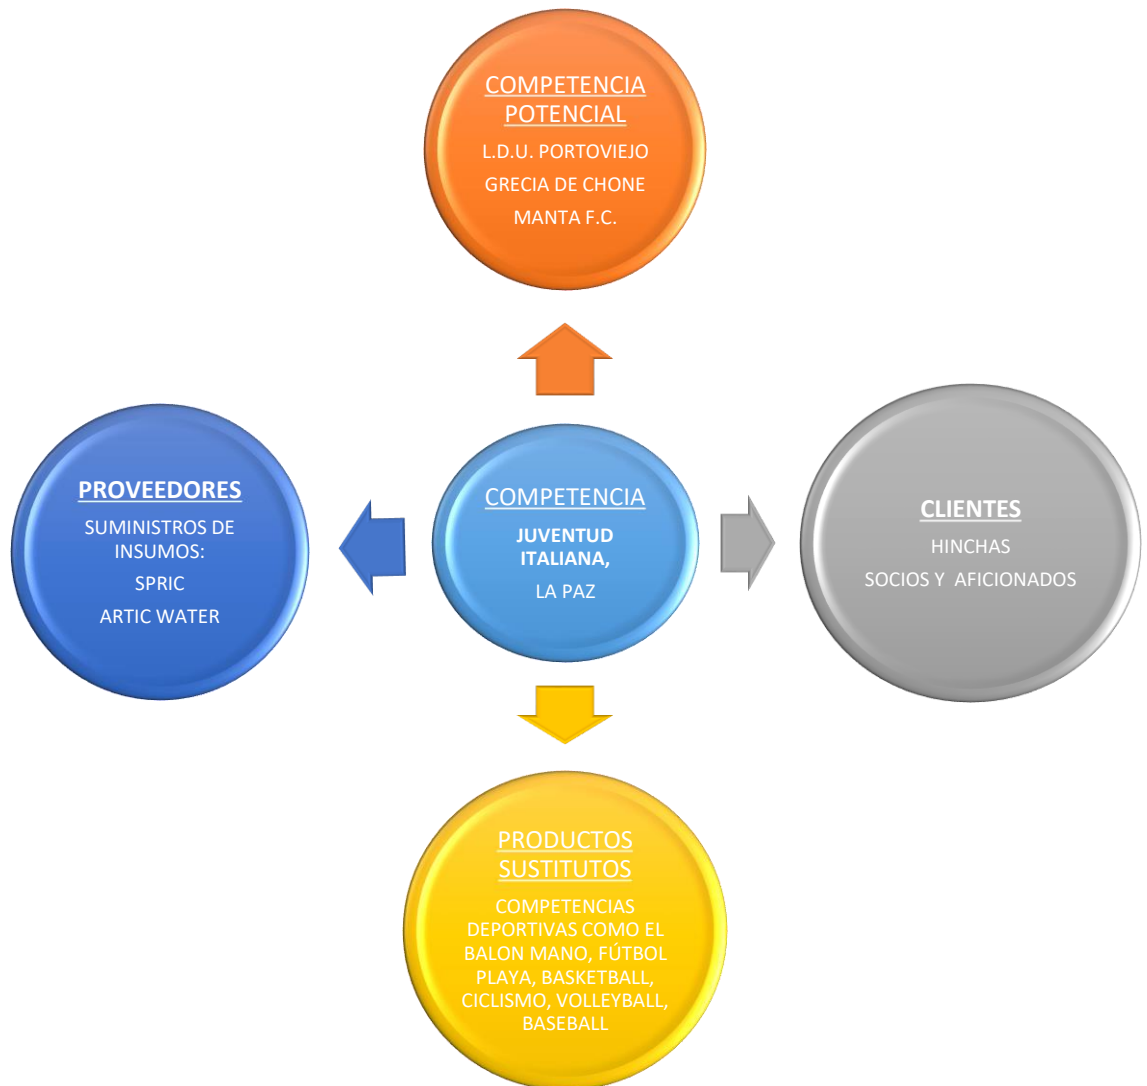 COMPETENCIA
POTENCIAL
L.D.U. PORTOVIEJO
GRECIA DE CHONE
MANTA F.C.
PROVEEDORES
SUMINISTROS DE
INSUMOS:
SPRIC
ARTIC WATER
COMPETENCIA
JUVENTUD
ITALIANA,
LA PAZ
CLIENTES
HINCHAS
SOCIOS Y AFICIONADOS
PRODUCTOS
SUSTITUTOS
COMPETENCIAS
DEPORTIVAS COMO EL
BALON MANO, FÚTBOL
PLAYA, BASKETBALL,
CICLISMO, VOLLEYBALL,
BASEBALL